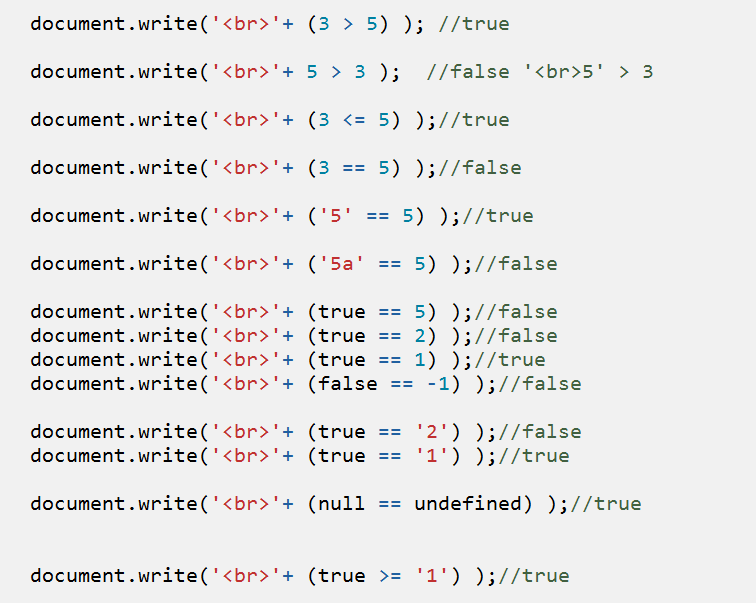 document.write('<br>'+ (3 > 5) ); //true
document.write('<br>'+ 5 > 3 );  //false '<br>5' > 3
document.write('<br>'+ (3 <= 5) );//true
document.write('<br>'+ (3 == 5) );//false
document.write('<br>'+ ('5' == 5) );//true
document.write('<br>'+ ('5a' == 5) );//false
document.write('<br>'+ (true == 5) );//false
document.write('<br>'+ (true == 2) );//false
document.write('<br>'+ (true == 1) );//true
document.write('<br>'+ (false == -1) );//false
document.write('<br>'+ (true == '2') );//false
document.write('<br>'+ (true == '1') );//true
document.write('<br>'+ (null == undefined) );//true
document.write('<br>'+ (true >= '1') );//true